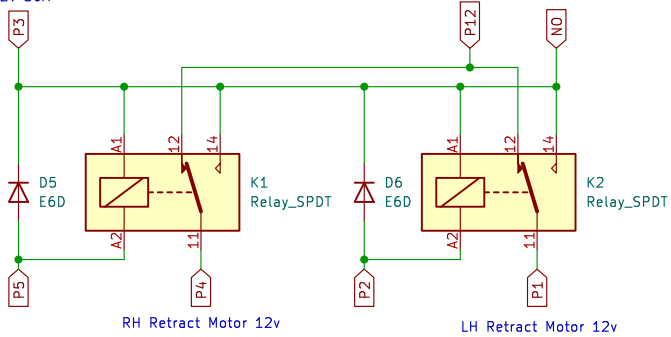 P3
P12
NO
A1
12
14
A1
12
14
D5
E6D
K1
Relay_SPDT
D6
E6D
K2
Relay_SPDT
A2
11
A2
11
P5
P4
P2
P1
RH Retract Motor 12v
LH Retract Motor 12v